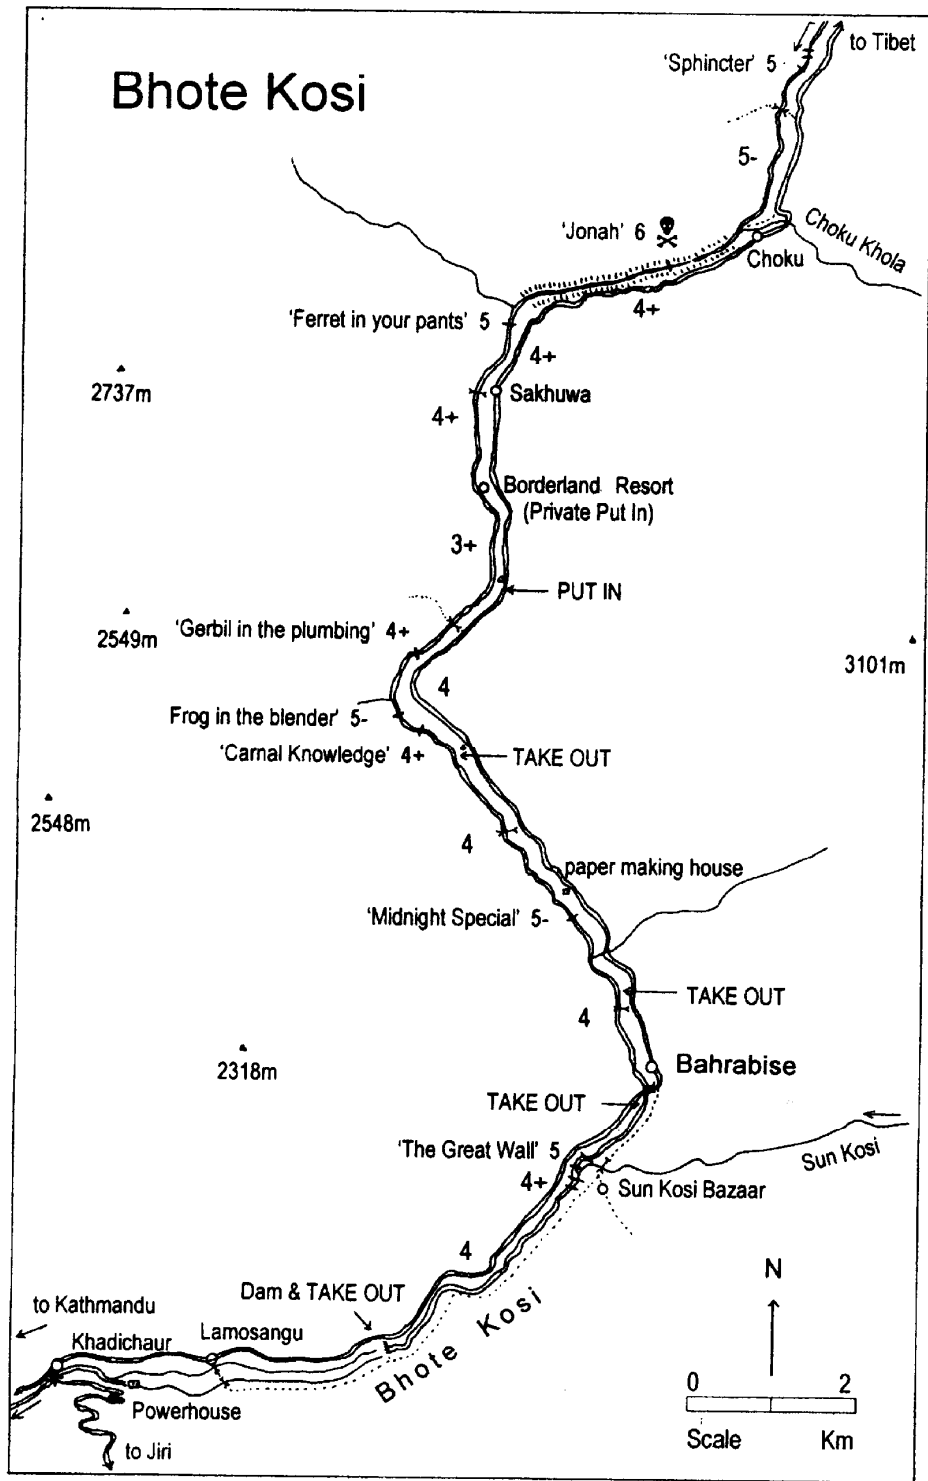 to Tibet
'Sphincter' 5
Bhote Kosi
5-
Choku Khola
'Jonah' 6
Choku
4+
'Ferret in your pants' 5
4+
2737m
Sakhuwa
4+
Borderland Resort
(Private Put In)
3+
PUT IN
'Gerbil in the plumbing' 4+
2549m
3101m
4
Frog in the blender' 5-
'Carnal Knowledge' 4+
TAKE OUT
2548m
4
paper making house
'Midnight Special' 5-
TAKE OUT
4
2318m
Bahrabise
TAKE OUT
'The Great Wall' 5
Sun Kosi
4+
Sun Kosi Bazaar
4
N
Dam & TAKE OUT
to Kathmandu
Bhote Kosi
Khadichaur
Lamosangu
0 2
Powerhouse
Scale Km
to Jiri